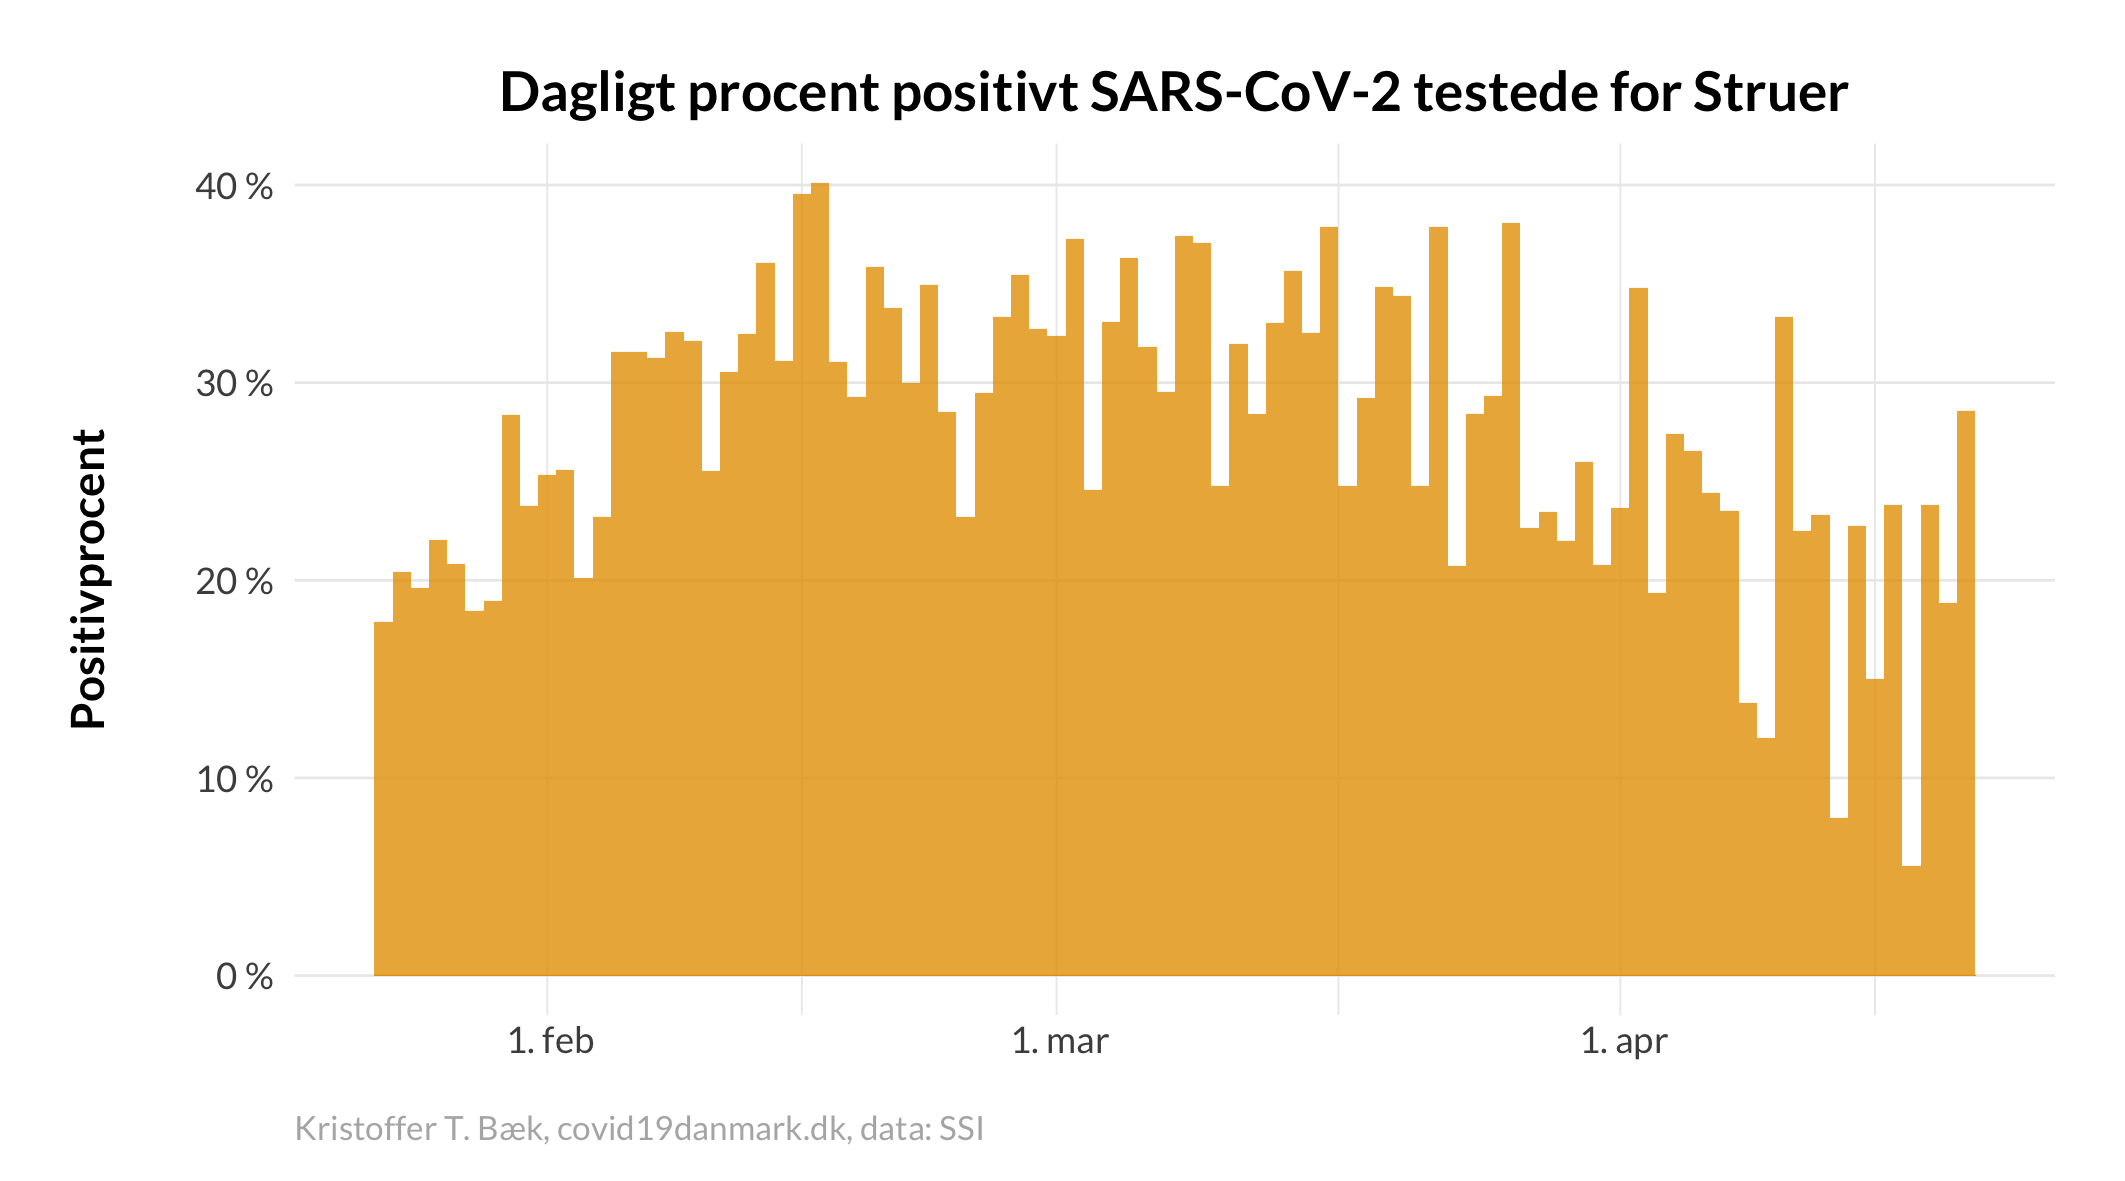 Dagligt procent positivt SARS-CoV-2 testede for Struer
Positivprocent
40 %
30 %
20 %
10 %
0 %
1. feb
1. mar
1. apr
Kristoffer T. Bæk, covid19danmark.dk, data: SSI